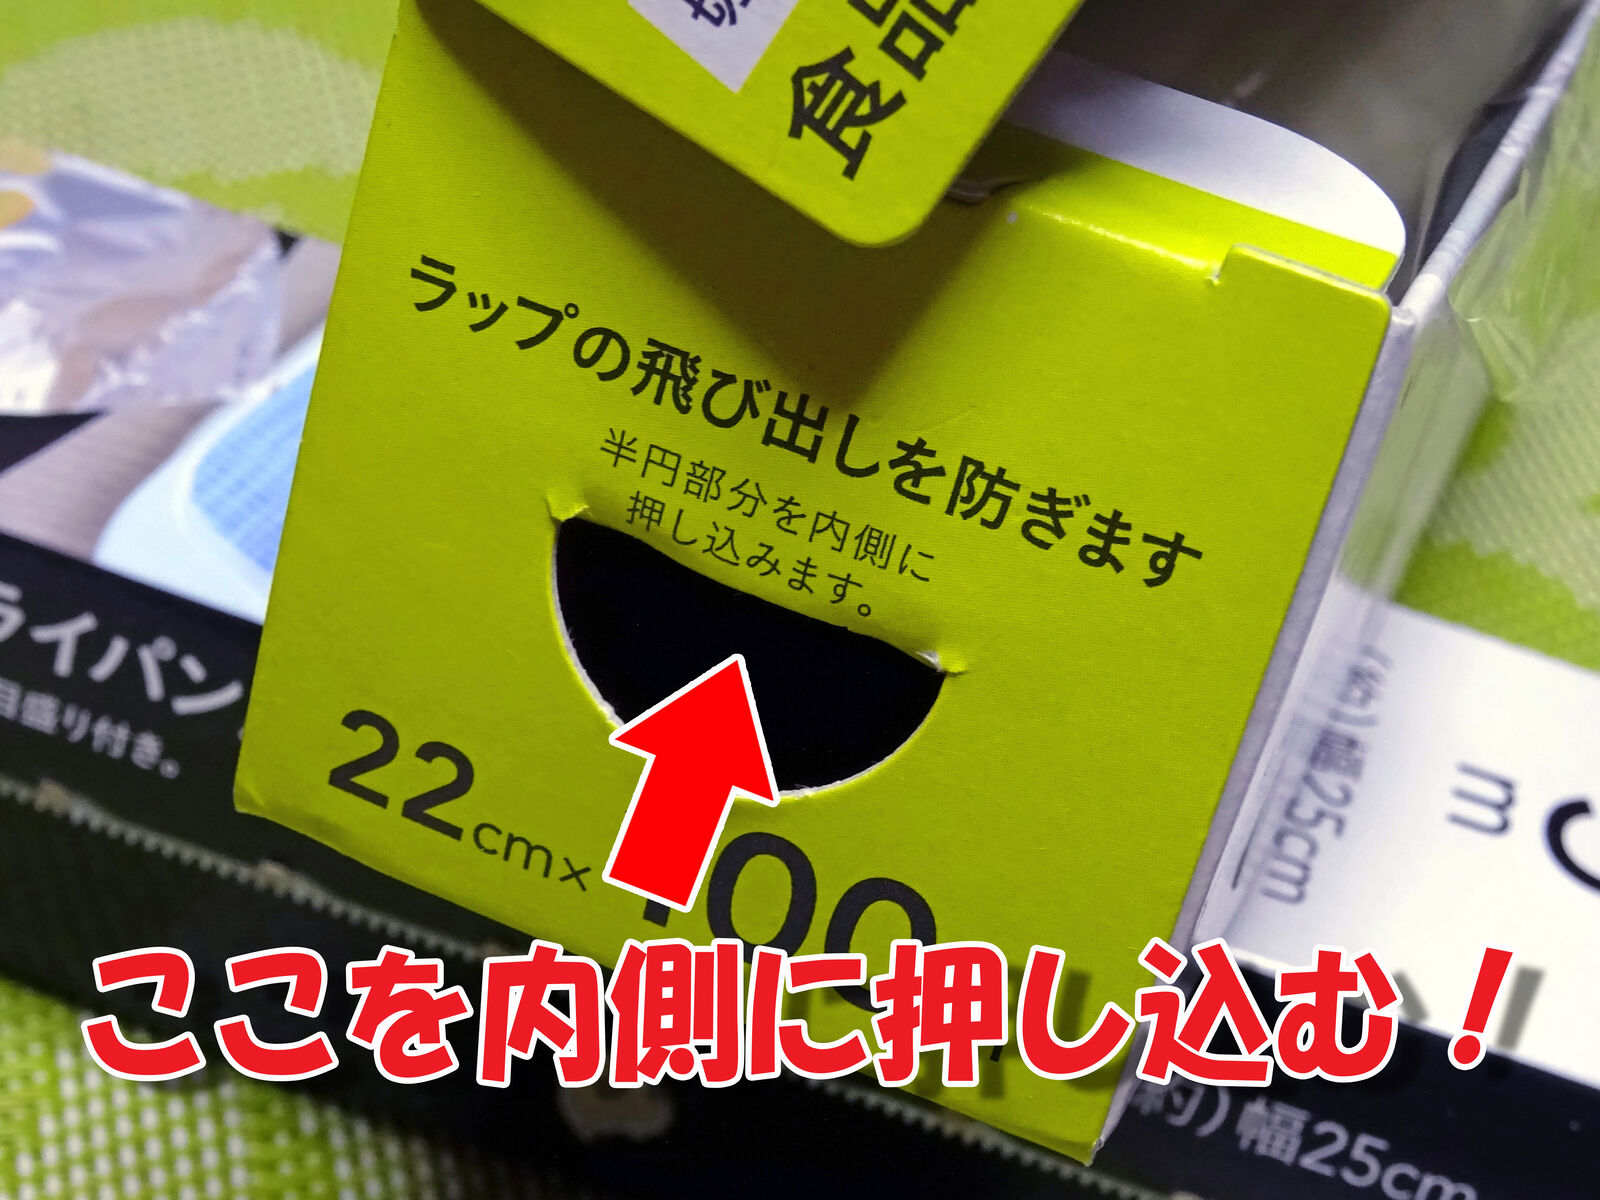 食品
ラップの飛び出しを防ぎます
半円部分を内側に
押し込みます。
22cm×100
ライパン
目盛り付き。
(約)幅25cm
m
ここを内側に押し込む！
約)幅25cm